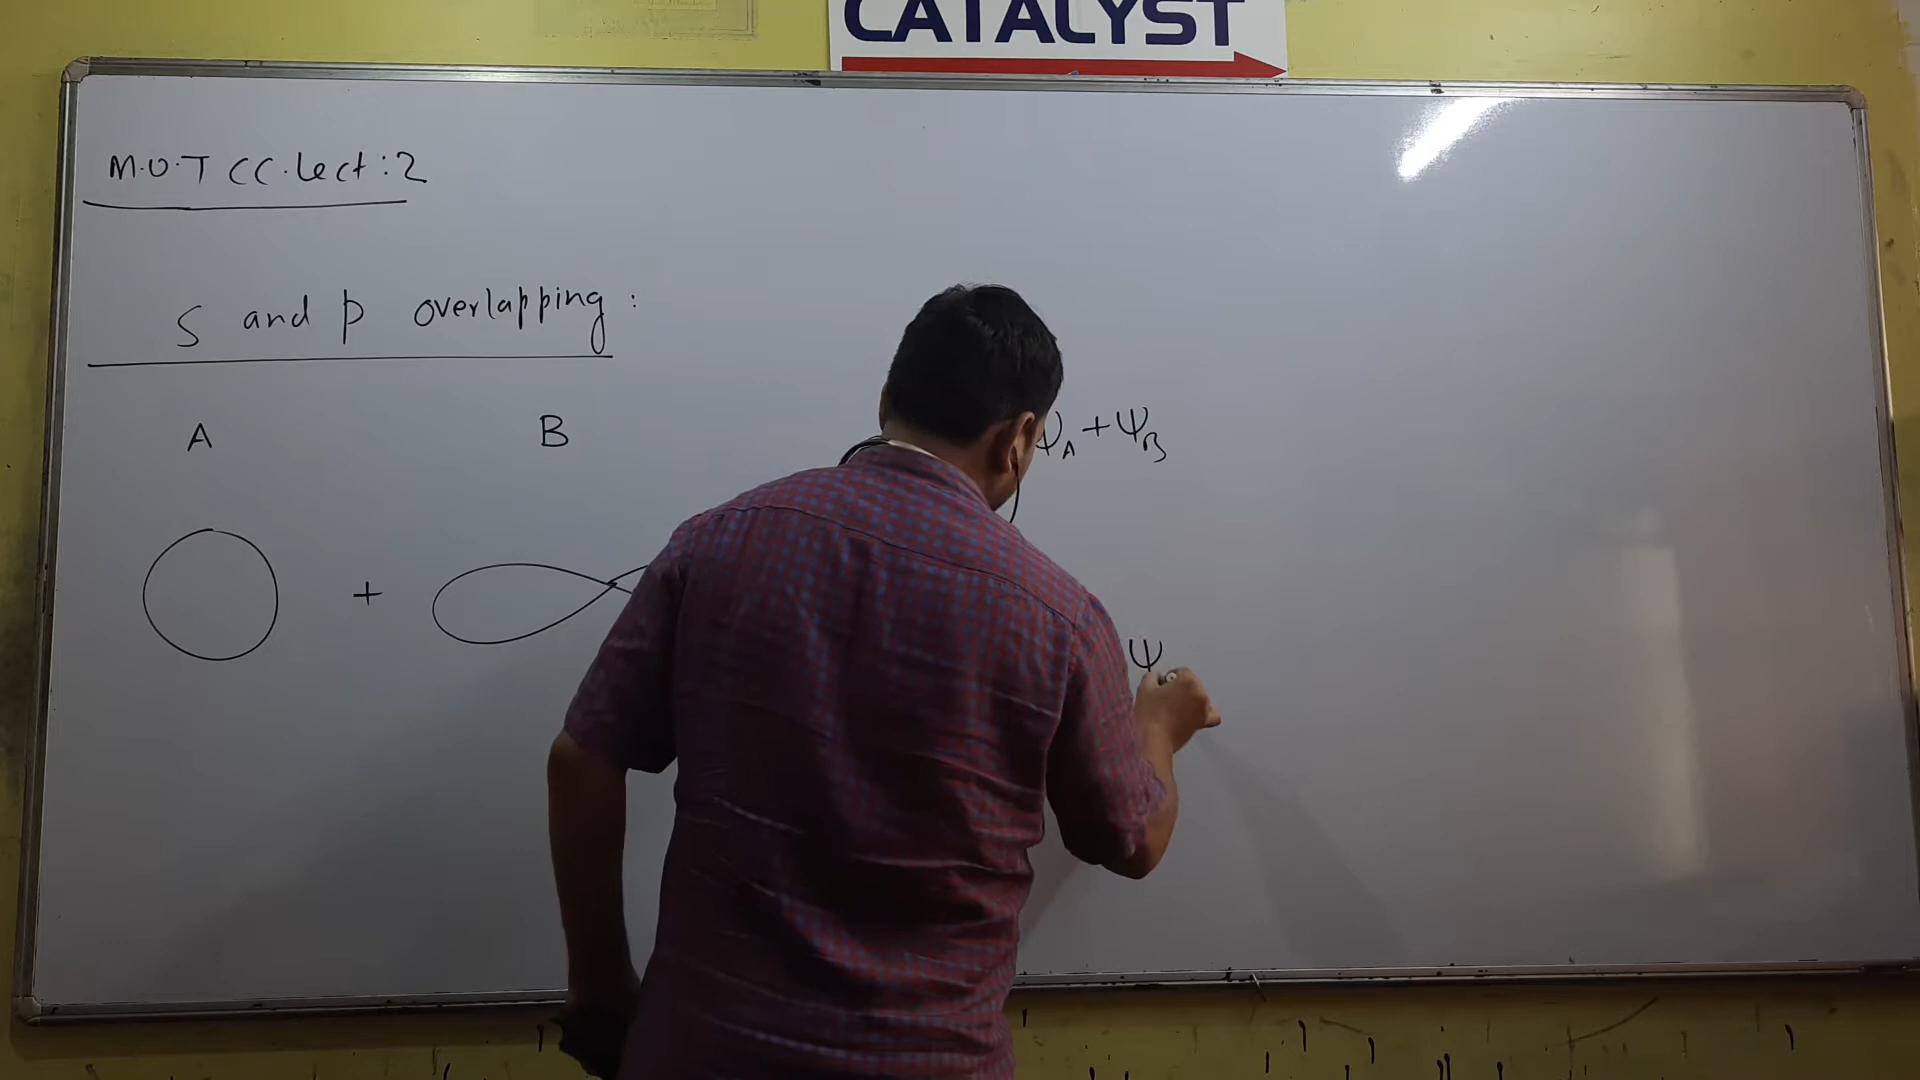 CATALYST
M.O.T CC.Lect:2
S and p overlapping:
A B
ψA + ψB
+
ψ